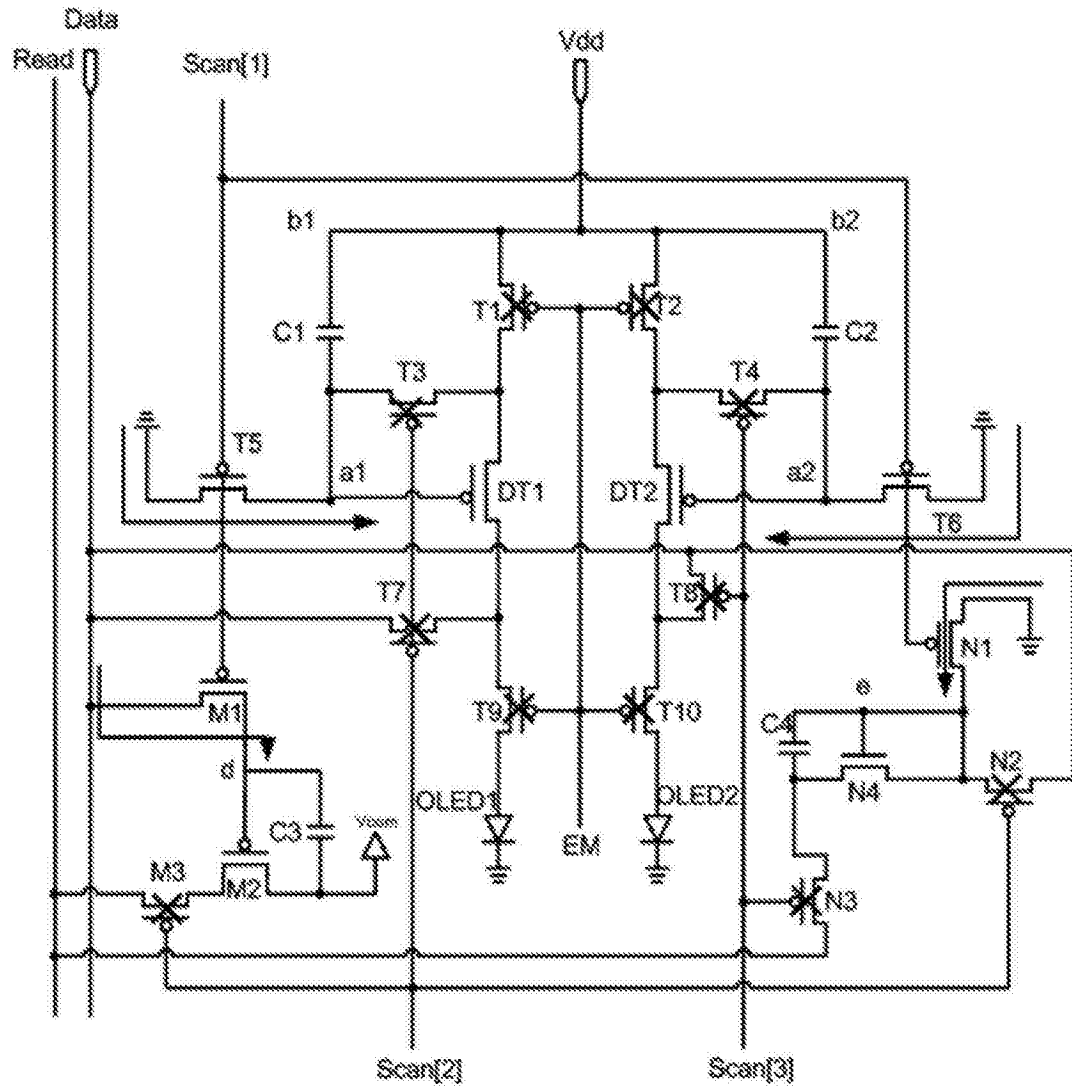 Data
Read
Scan[1]
Vdd
b1
b2
T1
T2
C1
C2
T3
T4
T5
a1
DT1
DT2
a2
T6
T7
T8
N1
M1
T9
T10
e
C4
N4
N2
d
C3
Vcom
OLED1
OLED2
EM
M3
M2
N3
Scan[2]
Scan[3]